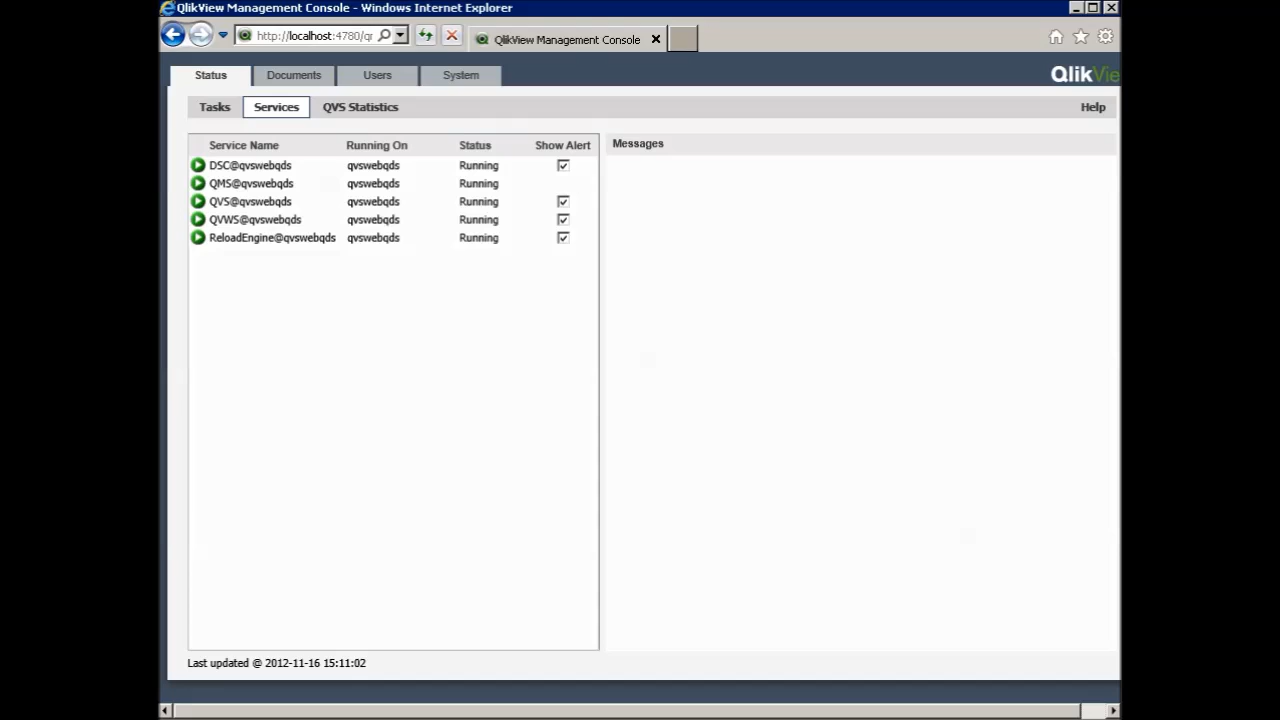 QlikView Management Console - Windows Internet Explorer
http://localhost:4780/qr
QlikView Management Console
Status Documents Users System
QlikVie
Tasks Services QVS Statistics Help
Service Name Running On Status Show Alert
Messages
DSC@qvswebqds qvswebqds Running
QMS@qvswebqds qvswebqds Running
QVS@qvswebqds qvswebqds Running
QVWS@qvswebqds qvswebqds Running
ReloadEngine@qvswebqds qvswebqds Running
Last updated @ 2012-11-16 15:11:02